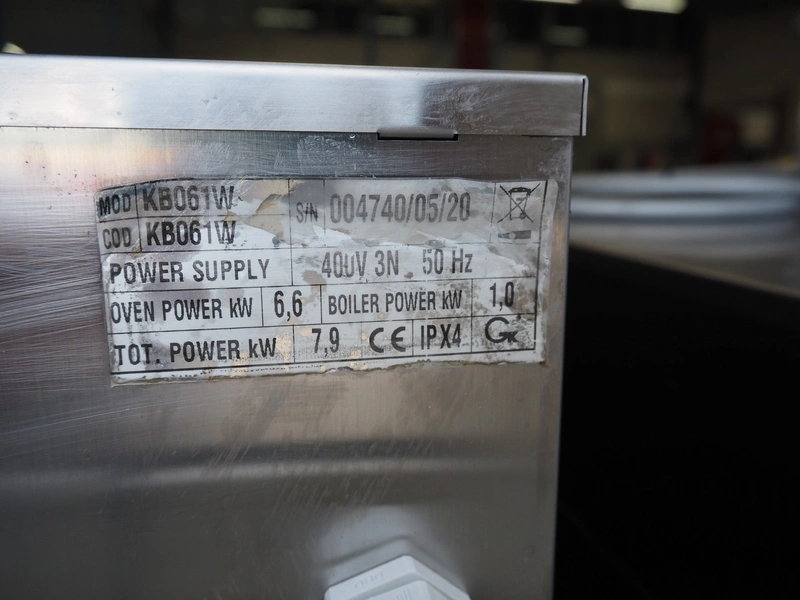 MOD KB061W S/N 004740/05/20
COD KB061W
POWER SUPPLY 400V 3N 50 Hz
OVEN POWER kW 6,6 BOILER POWER kW 1,0
TOT. POWER kW 7,9 CE IPX4